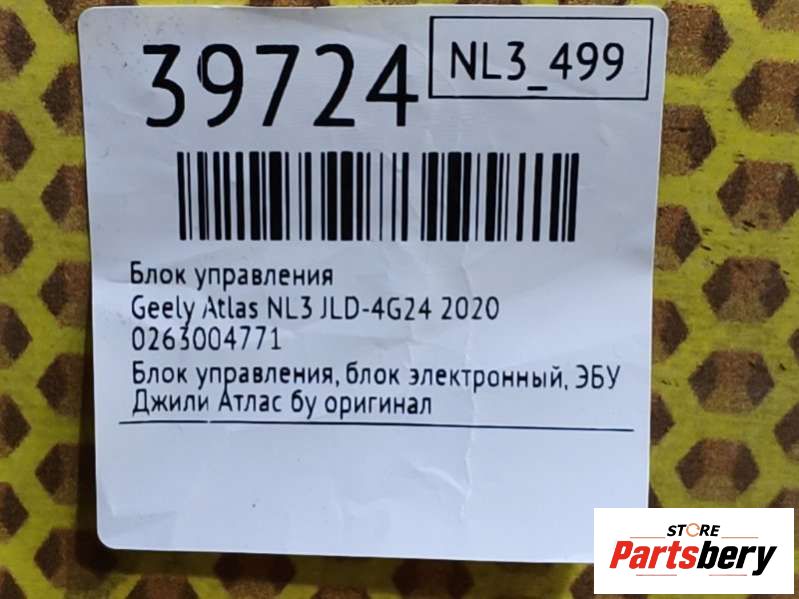 39724
NL3_499
Блок управления
Geely Atlas NL3 JLD-4G24 2020
0263004771
Блок управления, блок электронный, ЭБУ
Джили Атлас бу оригинал
STORE
Partsbery